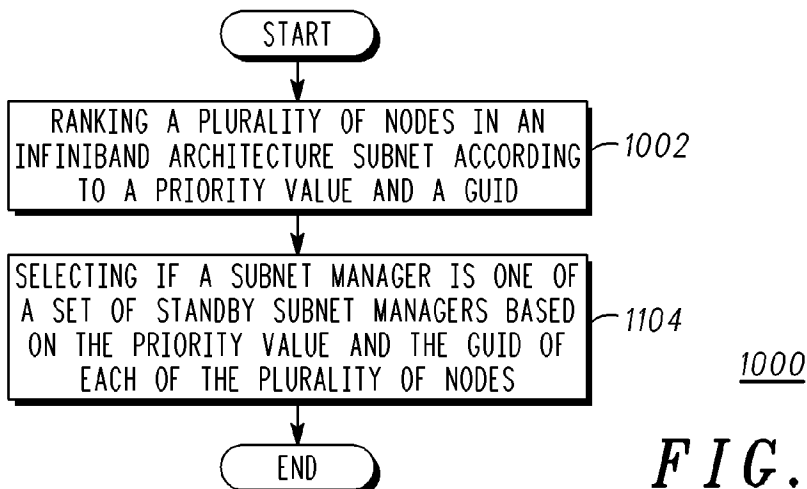 START
RANKING A PLURALITY OF NODES IN AN
INFINIBAND ARCHITECTURE SUBNET ACCORDING
TO A PRIORITY VALUE AND A GUID
1002
SELECTING IF A SUBNET MANAGER IS ONE OF
A SET OF STANDBY SUBNET MANAGERS BASED
ON THE PRIORITY VALUE AND THE GUID OF
EACH OF THE PLURALITY OF NODES
1104
1000
END
FIG.